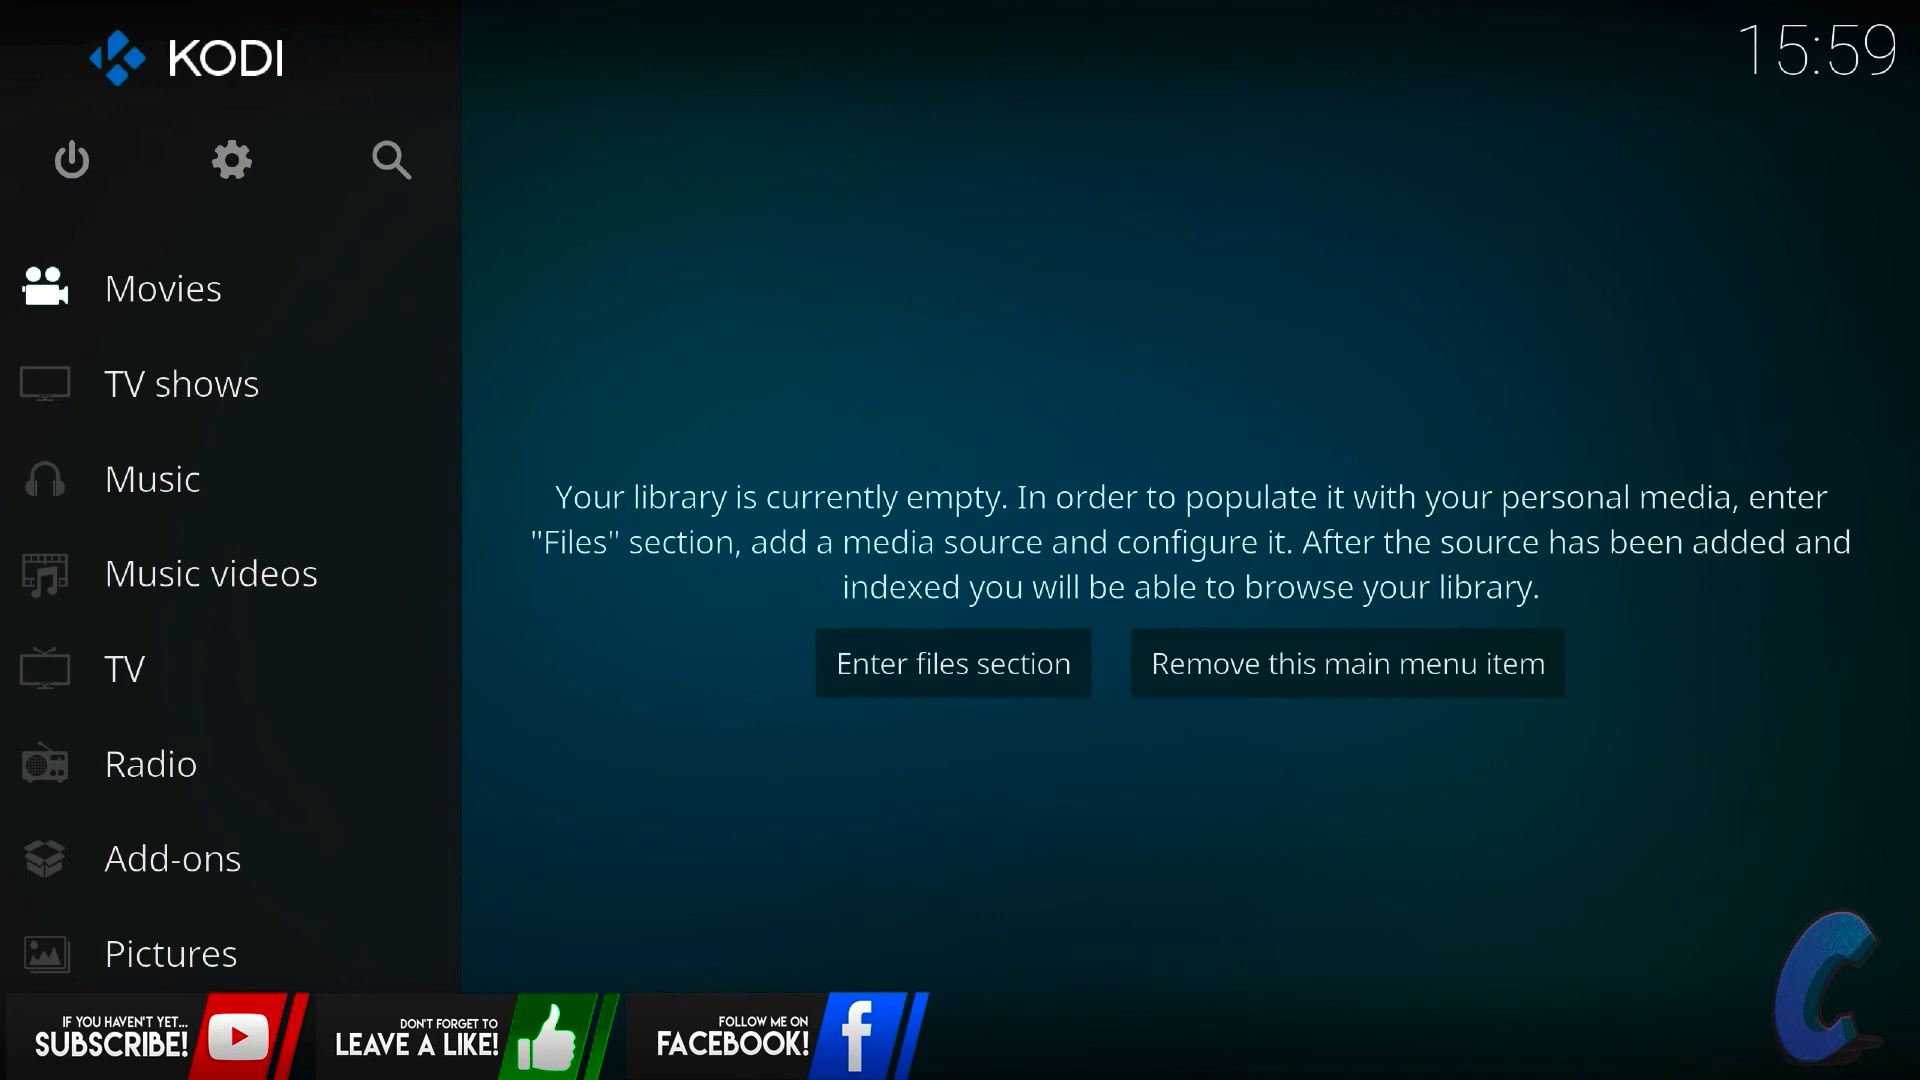 KODI
15:59
Movies
TV shows
Music
Music videos
TV
Radio
Add-ons
Pictures
Your library is currently empty. In order to populate it with your personal media, enter
"Files" section, add a media source and configure it. After the source has been added and
indexed you will be able to browse your library.
Enter files section
Remove this main menu item
IF YOU HAVEN'T YET...
SUBSCRIBE!
DON'T FORGET TO
LEAVE A LIKE!
FOLLOW ME ON
FACEBOOK!
f
C